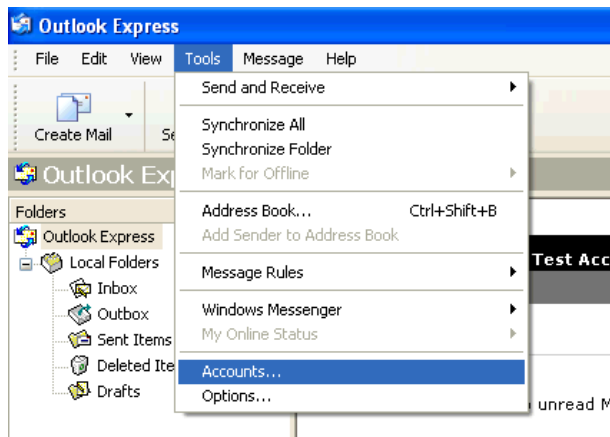 Outlook Express
File Edit View Tools Message Help
Send and Receive
Create Mail
Synchronize All
Synchronize Folder
Outlook
Mark for Offline
Folders
Address Book... Ctrl+Shift+B
Outlook Express
Add Sender to Address Book
Local Folders
Test
Message Rules
Inbox
Outbox
Windows Messenger
Sent Items
My Online Status
Deleted
Drafts
Accounts...
Options...
unread